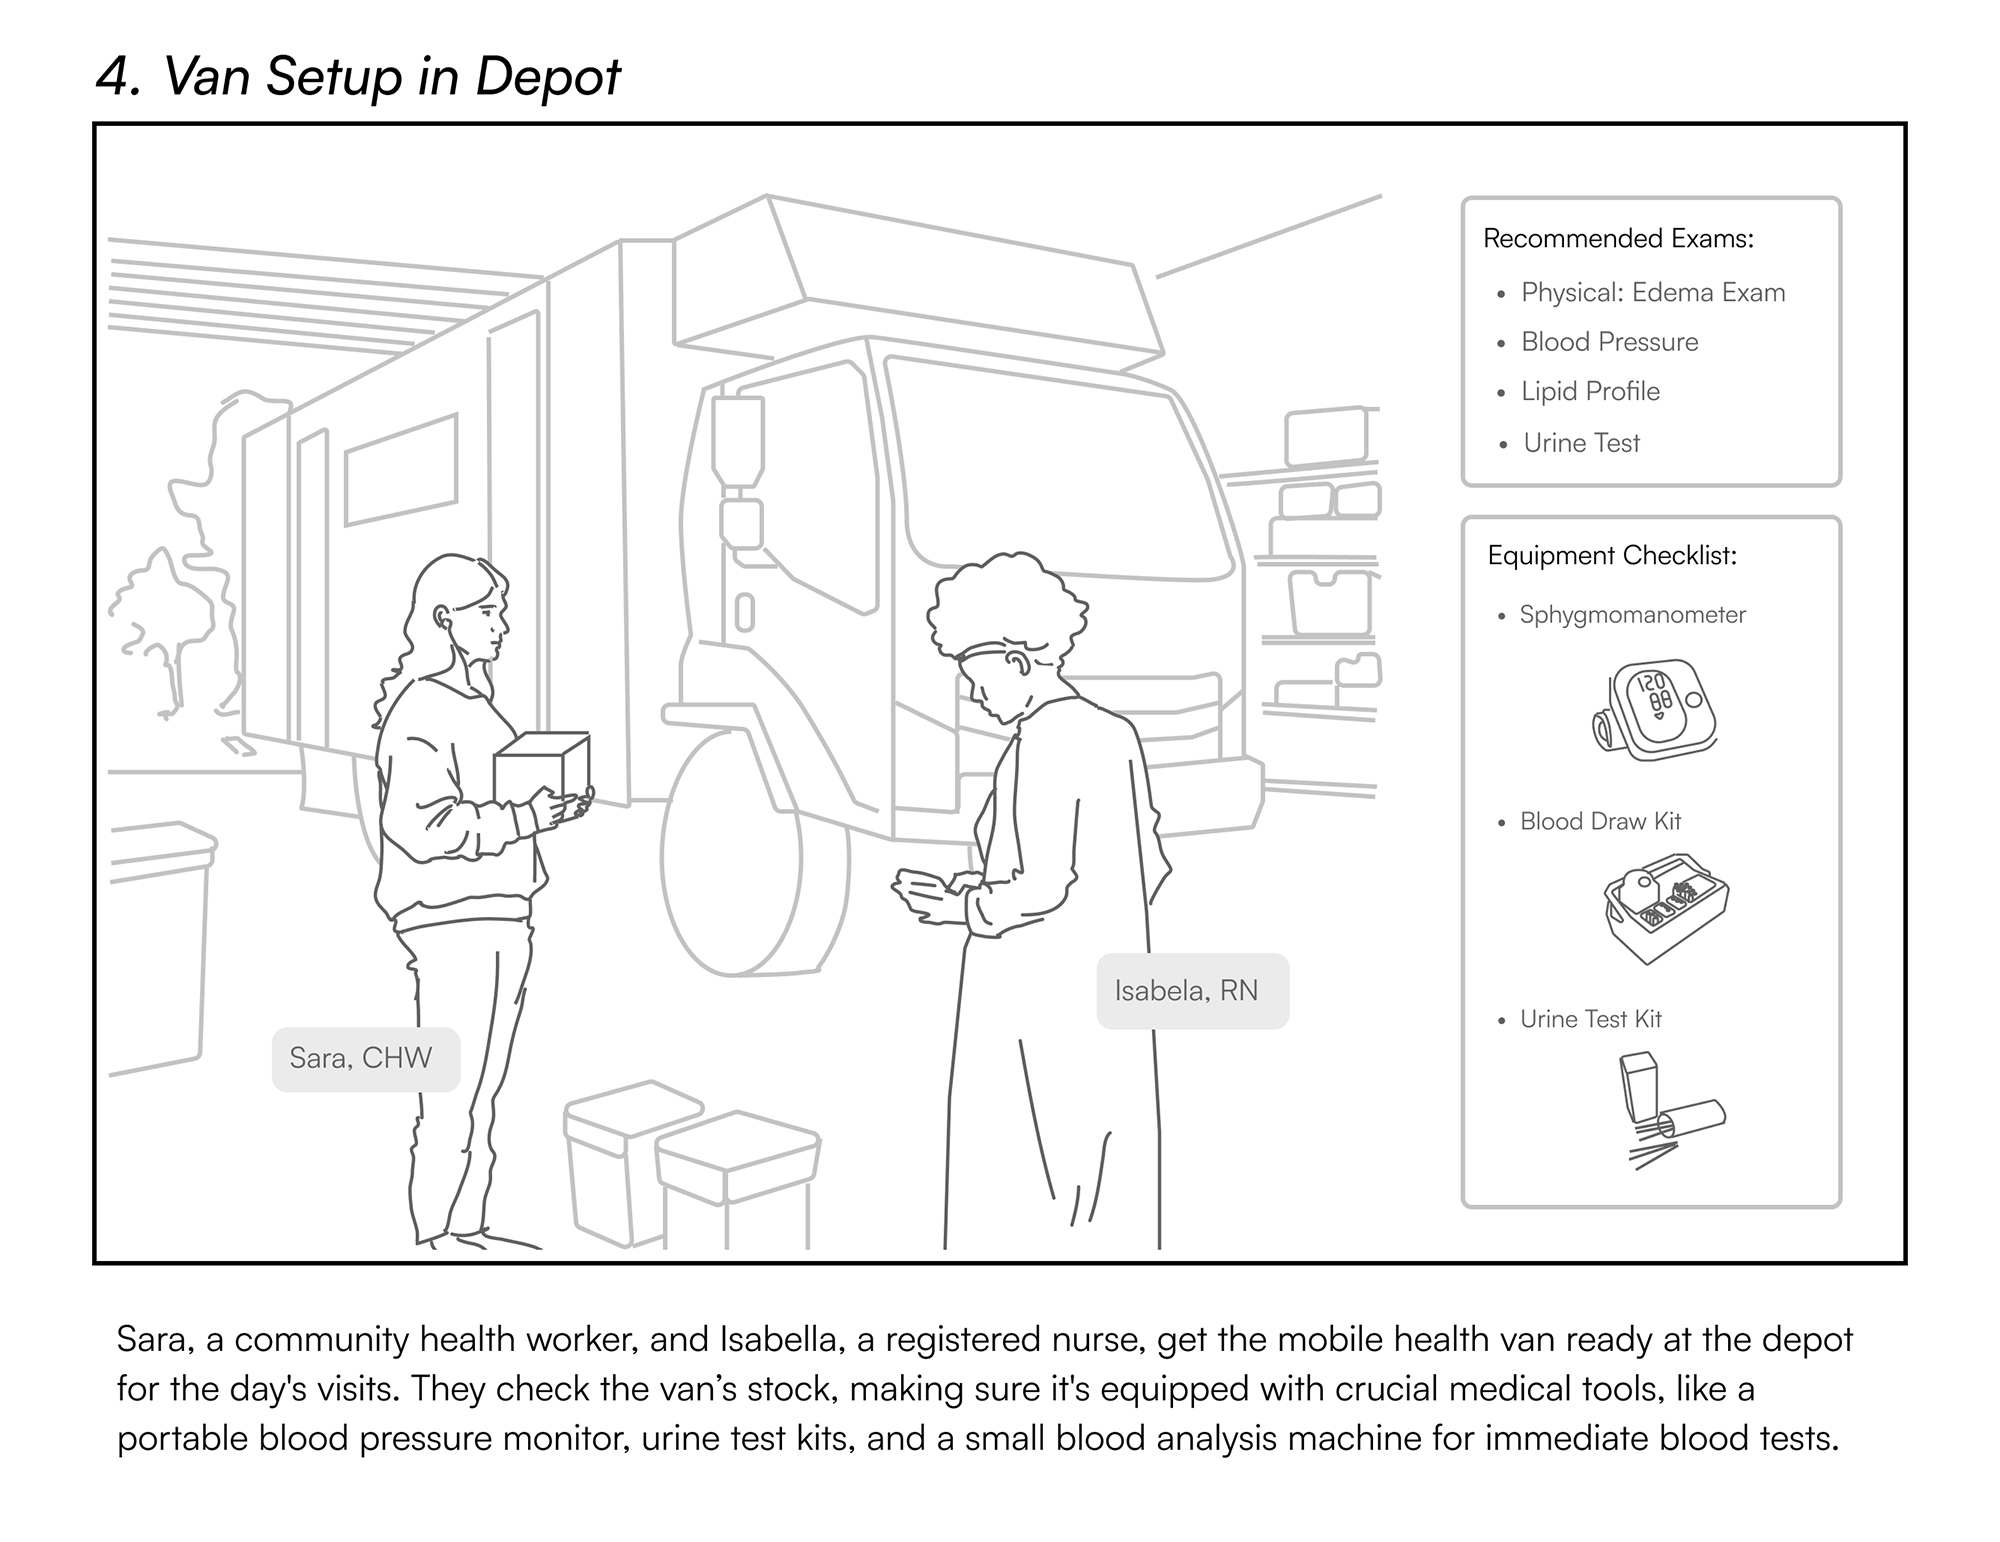 4. Van Setup in Depot
Recommended Exams:
• Physical: Edema Exam
• Blood Pressure
• Lipid Profile
• Urine Test
Equipment Checklist:
• Sphygmomanometer
120
88
• Blood Draw Kit
• Urine Test Kit
Isabela, RN
Sara, CHW
Sara, a community health worker, and Isabella, a registered nurse, get the mobile health van ready at the depot
for the day's visits. They check the van’s stock, making sure it's equipped with crucial medical tools, like a
portable blood pressure monitor, urine test kits, and a small blood analysis machine for immediate blood tests.